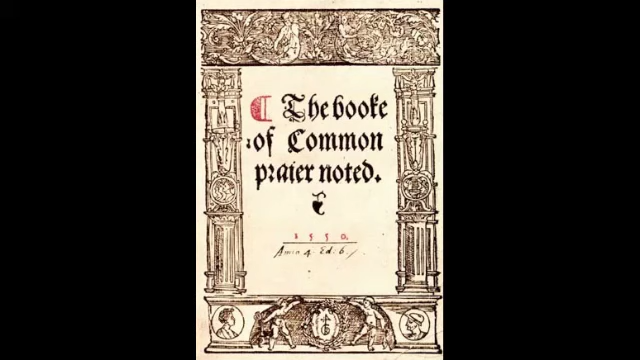 ¶ The booke
of Common
praier noted.
1550.
Anno 4 Ed. 6.